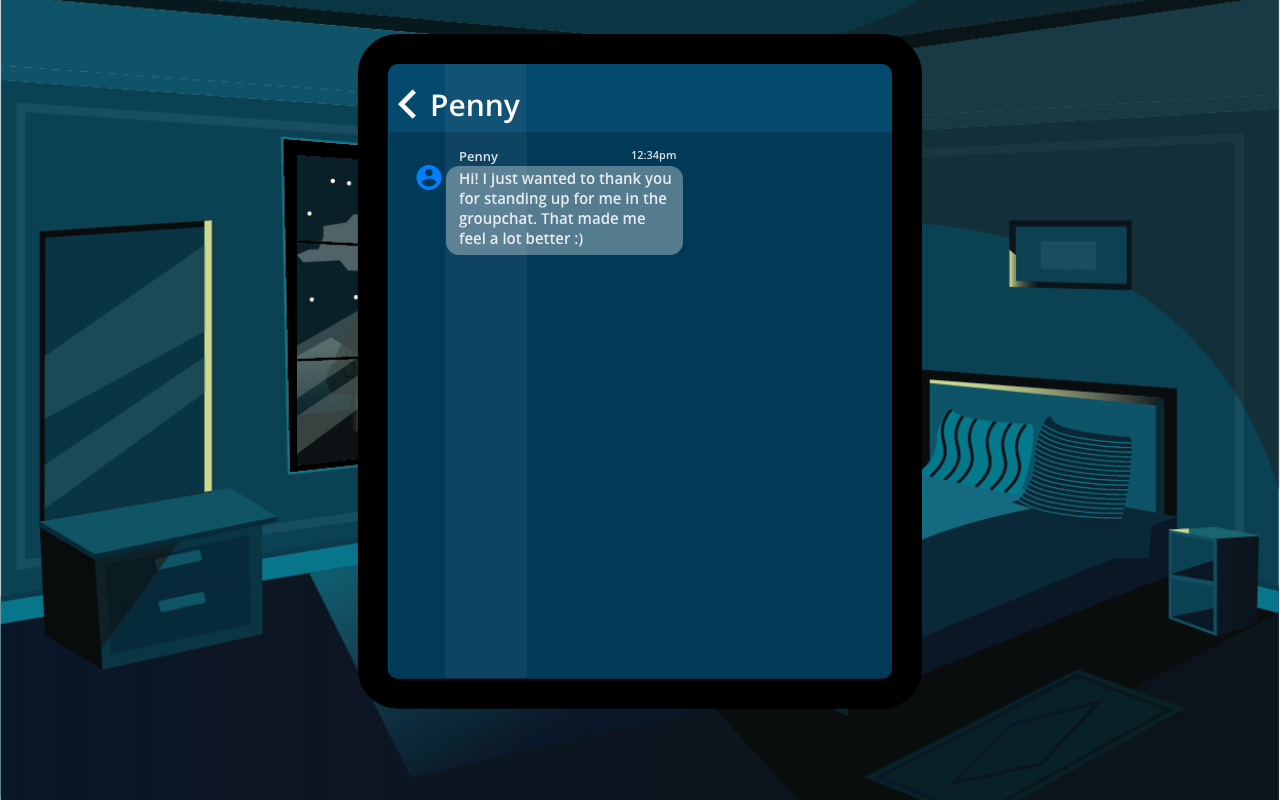 Penny
Penny
12:34pm
Hi! I just wanted to thank you
for standing up for me in the
groupchat. That made me
feel a lot better :)